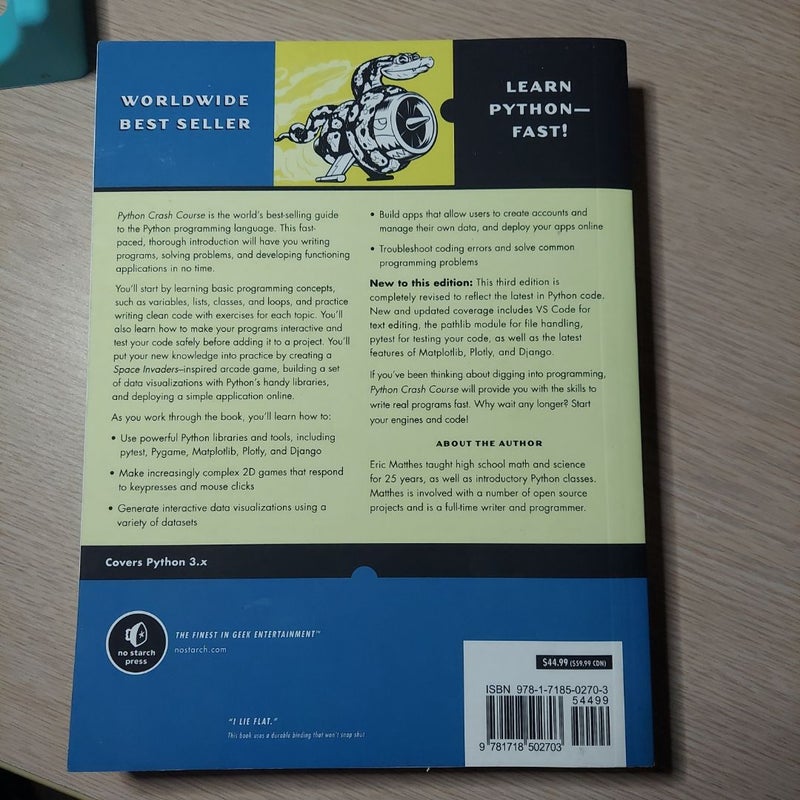 WORLDWIDE
BEST SELLER
LEARN
PYTHON—
FAST!
Python Crash Course is the world's best-selling guide
to the Python programming language. This fast-
paced, thorough introduction will have you writing
programs, solving problems, and developing functioning
applications in no time.
You'll start by learning basic programming concepts,
such as variables, lists, classes, and loops, and practice
writing clean code with exercises for each topic. You'll
also learn how to make your programs interactive and
test your code safely before adding it to a project. You'll
put your new knowledge into practice by creating a
Space Invaders–inspired arcade game, building a set
of data visualizations with Python's handy libraries,
and deploying a simple application online.
As you work through the book, you'll learn how to:
• Use powerful Python libraries and tools, including
pytest, Pygame, Matplotlib, Plotly, and Django
• Make increasingly complex 2D games that respond
to keypresses and mouse clicks
• Generate interactive data visualizations using a
variety of datasets
• Build apps that allow users to create accounts and
manage their own data, and deploy your apps online
• Troubleshoot coding errors and solve common
programming problems
New to this edition: This third edition is
completely revised to reflect the latest in Python code.
New and updated coverage includes VS Code for
text editing, the pathlib module for file handling,
pytest for testing your code, as well as the latest
features of Matplotlib, Plotly, and Django.
If you've been thinking about digging into programming,
Python Crash Course will provide you with the skills to
write real programs fast. Why wait any longer? Start
your engines and code!
ABOUT THE AUTHOR
Eric Matthes taught high school math and science
for 25 years, as well as introductory Python classes.
Matthes is involved with a number of open source
projects and is a full-time writer and programmer.
Covers Python 3.x
no starch
press
THE FINEST IN GEEK ENTERTAINMENT™
nostarch.com
"I LIE FLAT."
This book uses a durable binding that won't snap shut
$44.99 ($59.99 CDN)
ISBN 978-1-7185-0270-3
54499
9 781718 502703